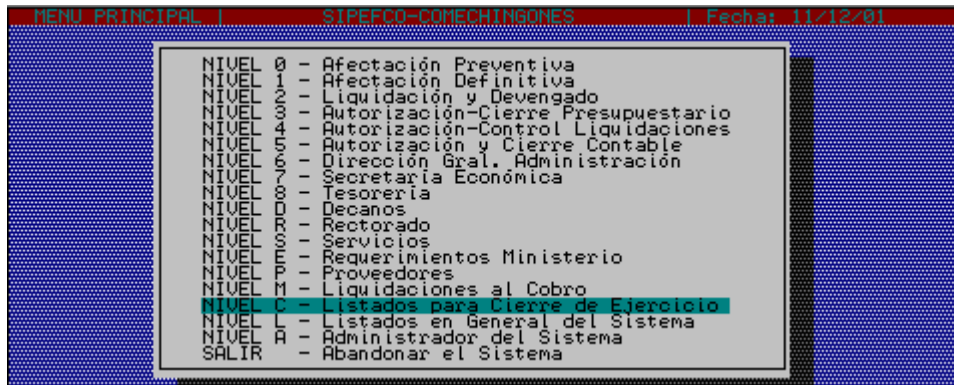 MENU PRINCIPAL | SIPEFCO-COMECHINGONES | Fecha: 11/12/01
NIVEL 0 - Afectación Preventiva
NIVEL 1 - Afectación Definitiva
NIVEL 2 - Liquidación y Devengado
NIVEL 3 - Autorización-Cierre Presupuestario
NIVEL 4 - Autorización-Control Liquidaciones
NIVEL 5 - Autorización y Cierre Contable
NIVEL 6 - Dirección Gral. Administración
NIVEL 7 - Secretaría Económica
NIVEL 8 - Tesorería
NIVEL D - Decanos
NIVEL R - Rectorado
NIVEL S - Servicios
NIVEL E - Requerimientos Ministerio
NIVEL P - Proveedores
NIVEL M - Liquidaciones al Cobro
NIVEL C - Listados para Cierre de Ejercicio
NIVEL L - Listados en General del Sistema
NIVEL A - Administrador del Sistema
SALIR - Abandonar el Sistema